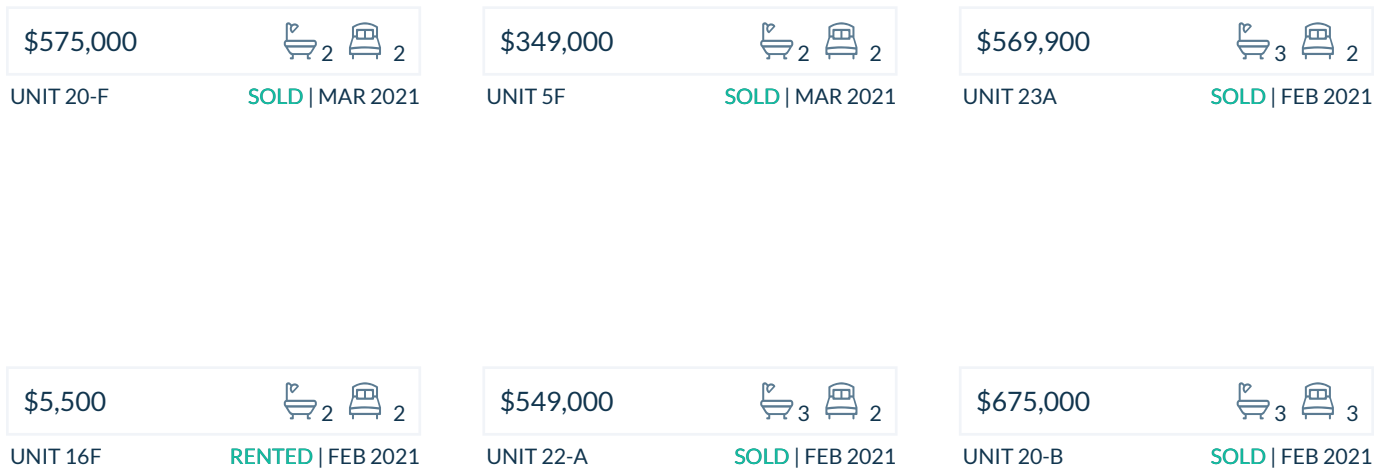 $575,000 2 2
UNIT 20-F SOLD | MAR 2021
$349,000 2 2
UNIT 5F SOLD | MAR 2021
$569,900 3 2
UNIT 23A SOLD | FEB 2021
$5,500 2 2
UNIT 16F RENTED | FEB 2021
$549,000 3 2
UNIT 22-A SOLD | FEB 2021
$675,000 3 3
UNIT 20-B SOLD | FEB 2021